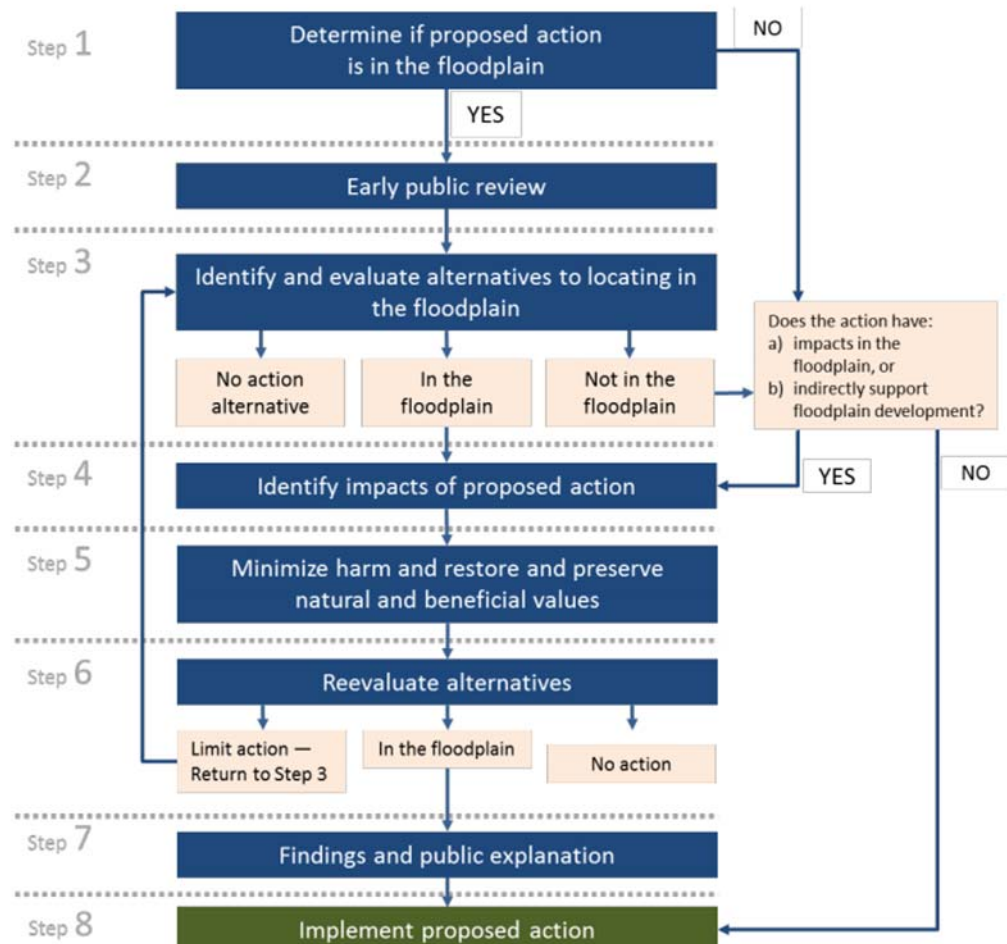 Step 1
Determine if proposed action
is in the floodplain
NO
YES
Step 2
Early public review
Step 3
Identify and evaluate alternatives to locating in
the floodplain
No action
alternative
In the
floodplain
Not in the
floodplain
Does the action have:
a) impacts in the
floodplain, or
b) indirectly support
floodplain development?
YES
NO
Step 4
Identify impacts of proposed action
Step 5
Minimize harm and restore and preserve
natural and beneficial values
Step 6
Reevaluate alternatives
Limit action —
Return to Step 3
In the floodplain
No action
Step 7
Findings and public explanation
Step 8
Implement proposed action